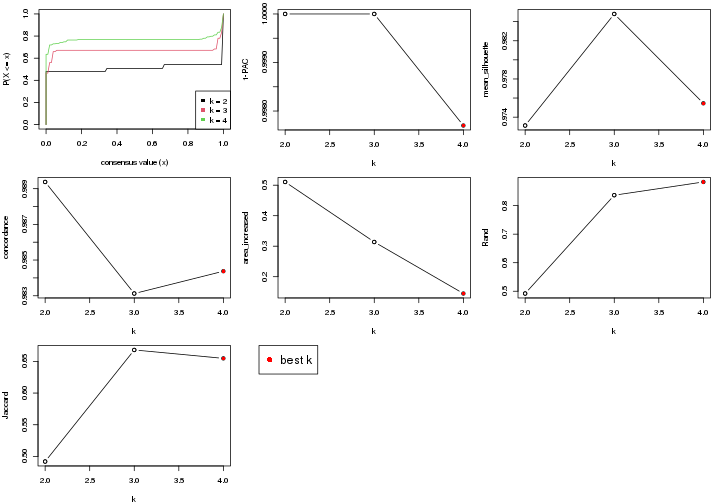 P(X <= x)
1.0
0.8
0.6
0.4
0.2
0.0
k = 2
k = 3
k = 4
0.0 0.2 0.4 0.6 0.8 1.0
consensus value (x)
1-PAC
1.0000
0.9990
0.9980
2.0 2.5 3.0 3.5 4.0
k
mean_silhouette
0.982
0.978
0.974
2.0 2.5 3.0 3.5 4.0
k
concordance
0.989
0.987
0.985
0.983
2.0 2.5 3.0 3.5 4.0
k
area_increased
0.5
0.4
0.3
0.2
2.0 2.5 3.0 3.5 4.0
k
Rand
0.8
0.7
0.6
0.5
2.0 2.5 3.0 3.5 4.0
k
Jaccard
0.65
0.60
0.55
0.50
2.0 2.5 3.0 3.5 4.0
k
best k